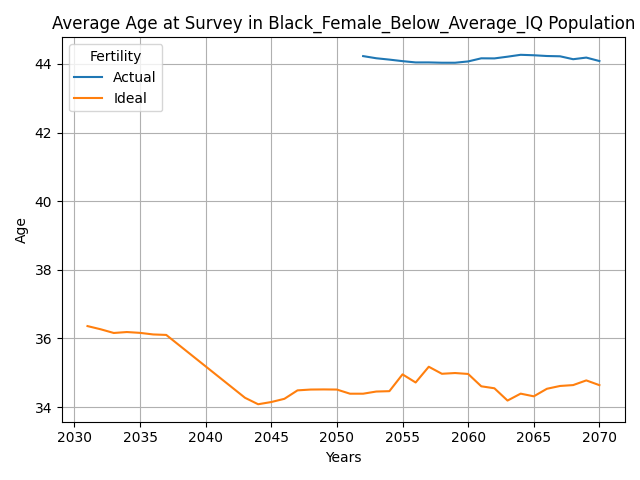 Average Age at Survey in Black_Female_Below_Average_IQ Population
Fertility
Actual
Ideal
44
42
40
38
36
34
Age
2030 2035 2040 2045 2050 2055 2060 2065 2070
Years